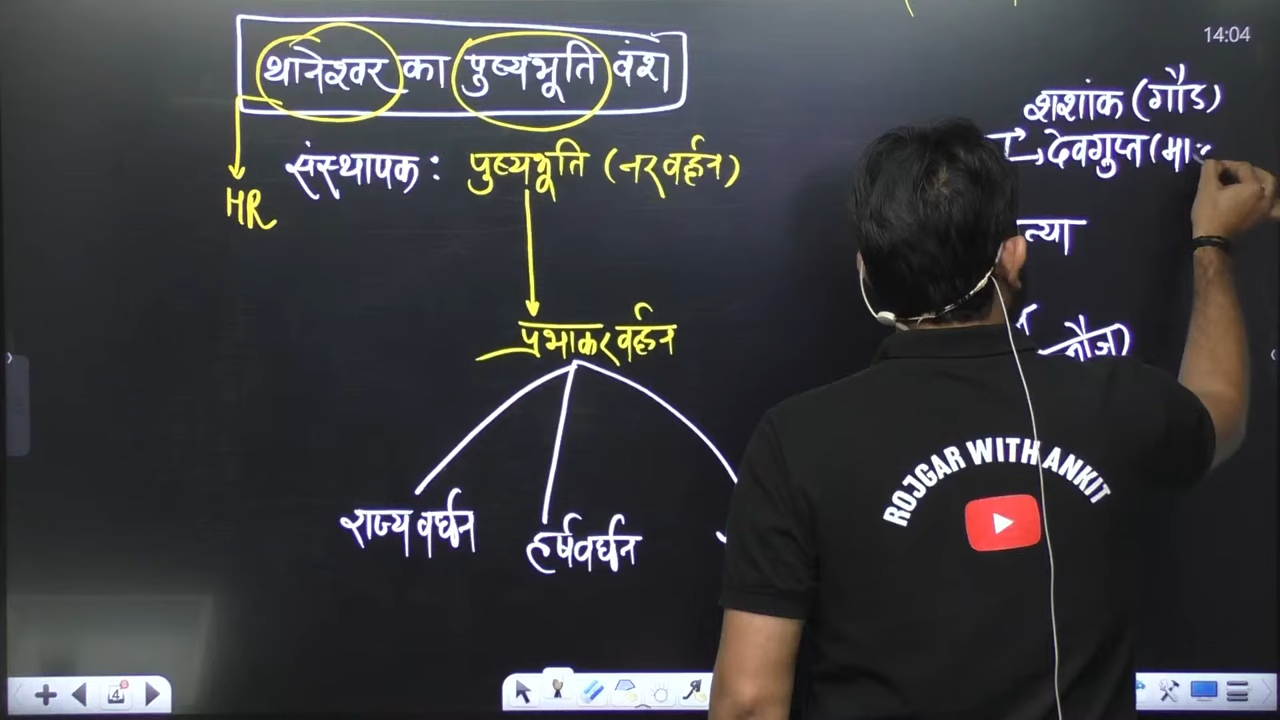 14:04
थानेश्वर का पुष्यभूति वंश
HR
संस्थापक : पुष्यभूति (नरवर्द्धन)
प्रभाकरवर्द्धन
राज्यवर्धन
हर्षवर्धन
शशांक (गौड)
देवगुप्त (मा
त्या
ROJGAR WITH ANKIT
4